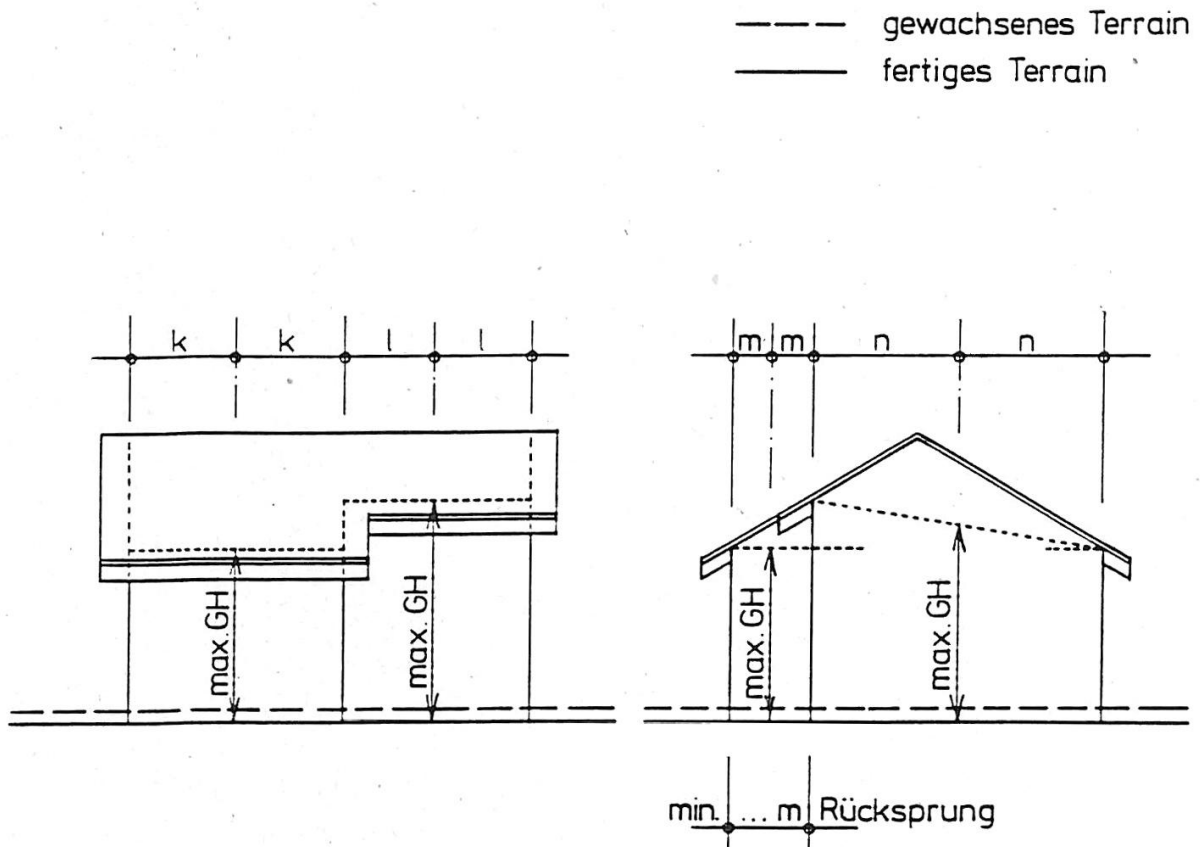 gewachsenes Terrain
fertiges Terrain
k k l l
m m n n
max. GH
max. GH
max. GH
max. GH
min. ... m Rücksprung